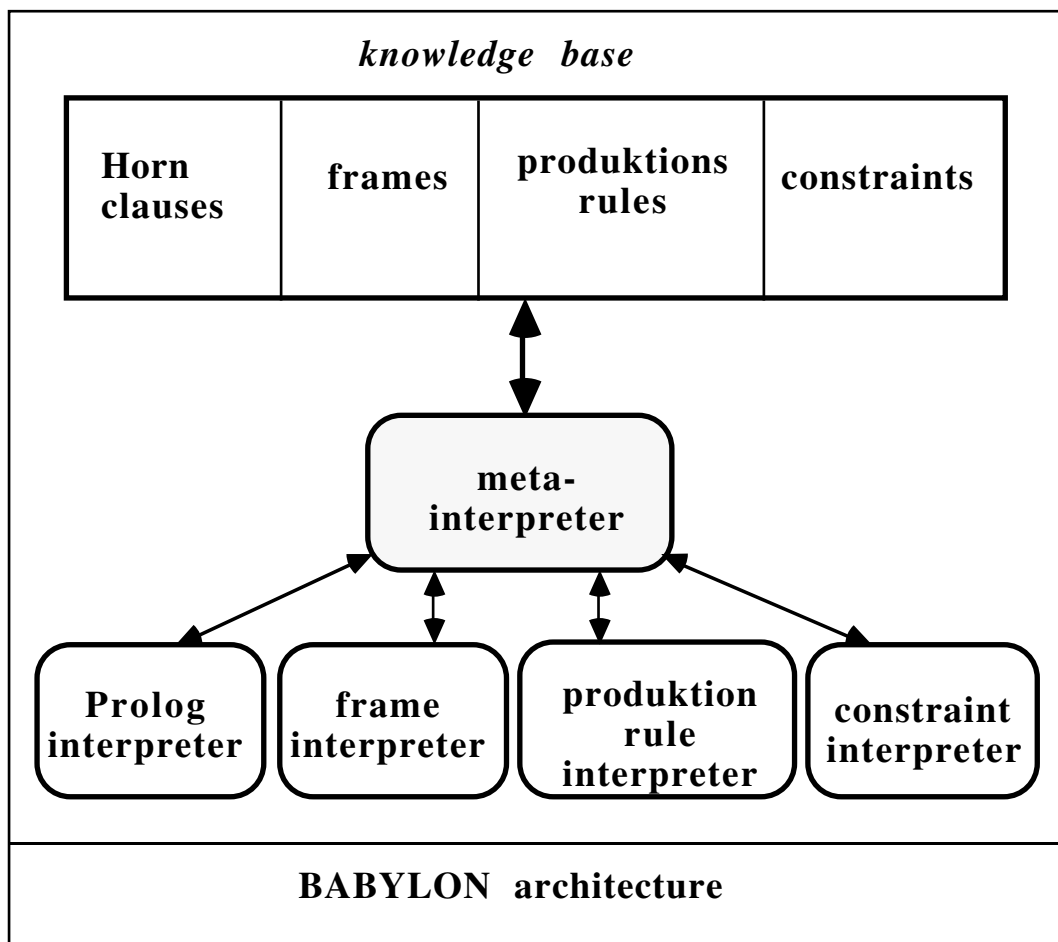 knowledge base
Horn
clauses
frames
produktions
rules
constraints
meta-
interpreter
Prolog
interpreter
frame
interpreter
produktion
rule
interpreter
constraint
interpreter
BABYLON architecture